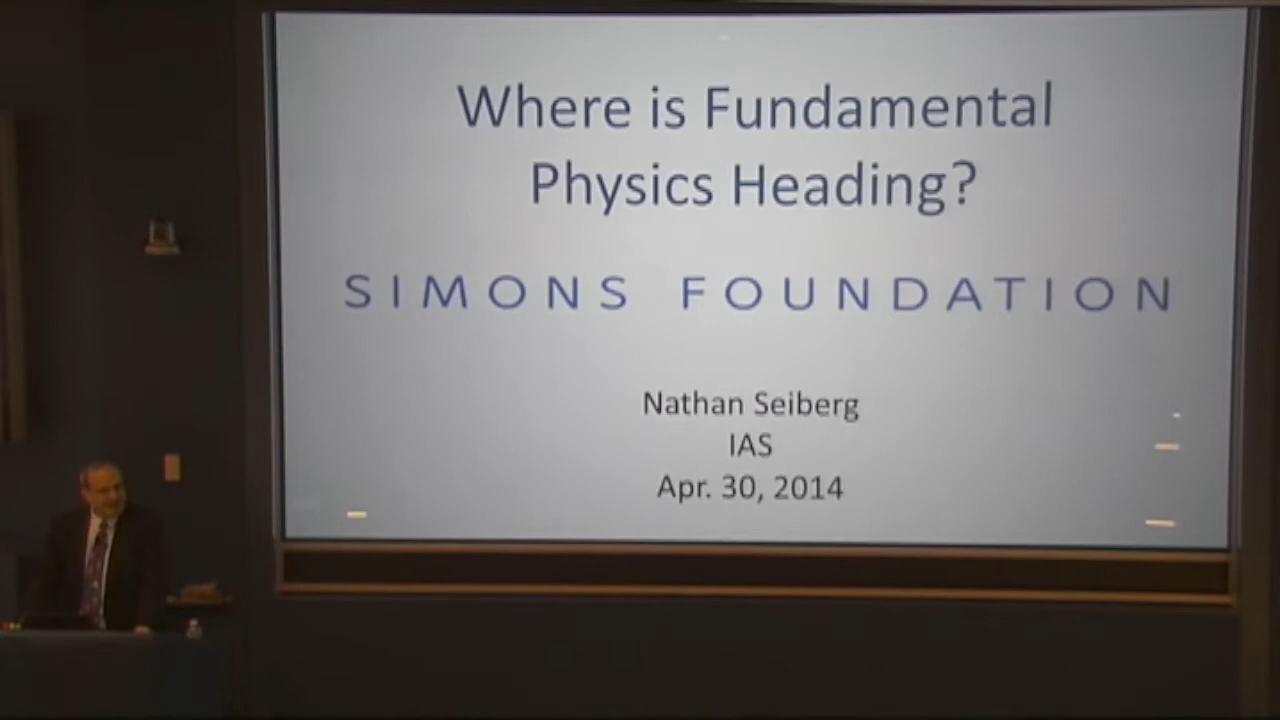 Where is Fundamental
Physics Heading?
SIMONS FOUNDATION
Nathan Seiberg
IAS
Apr. 30, 2014